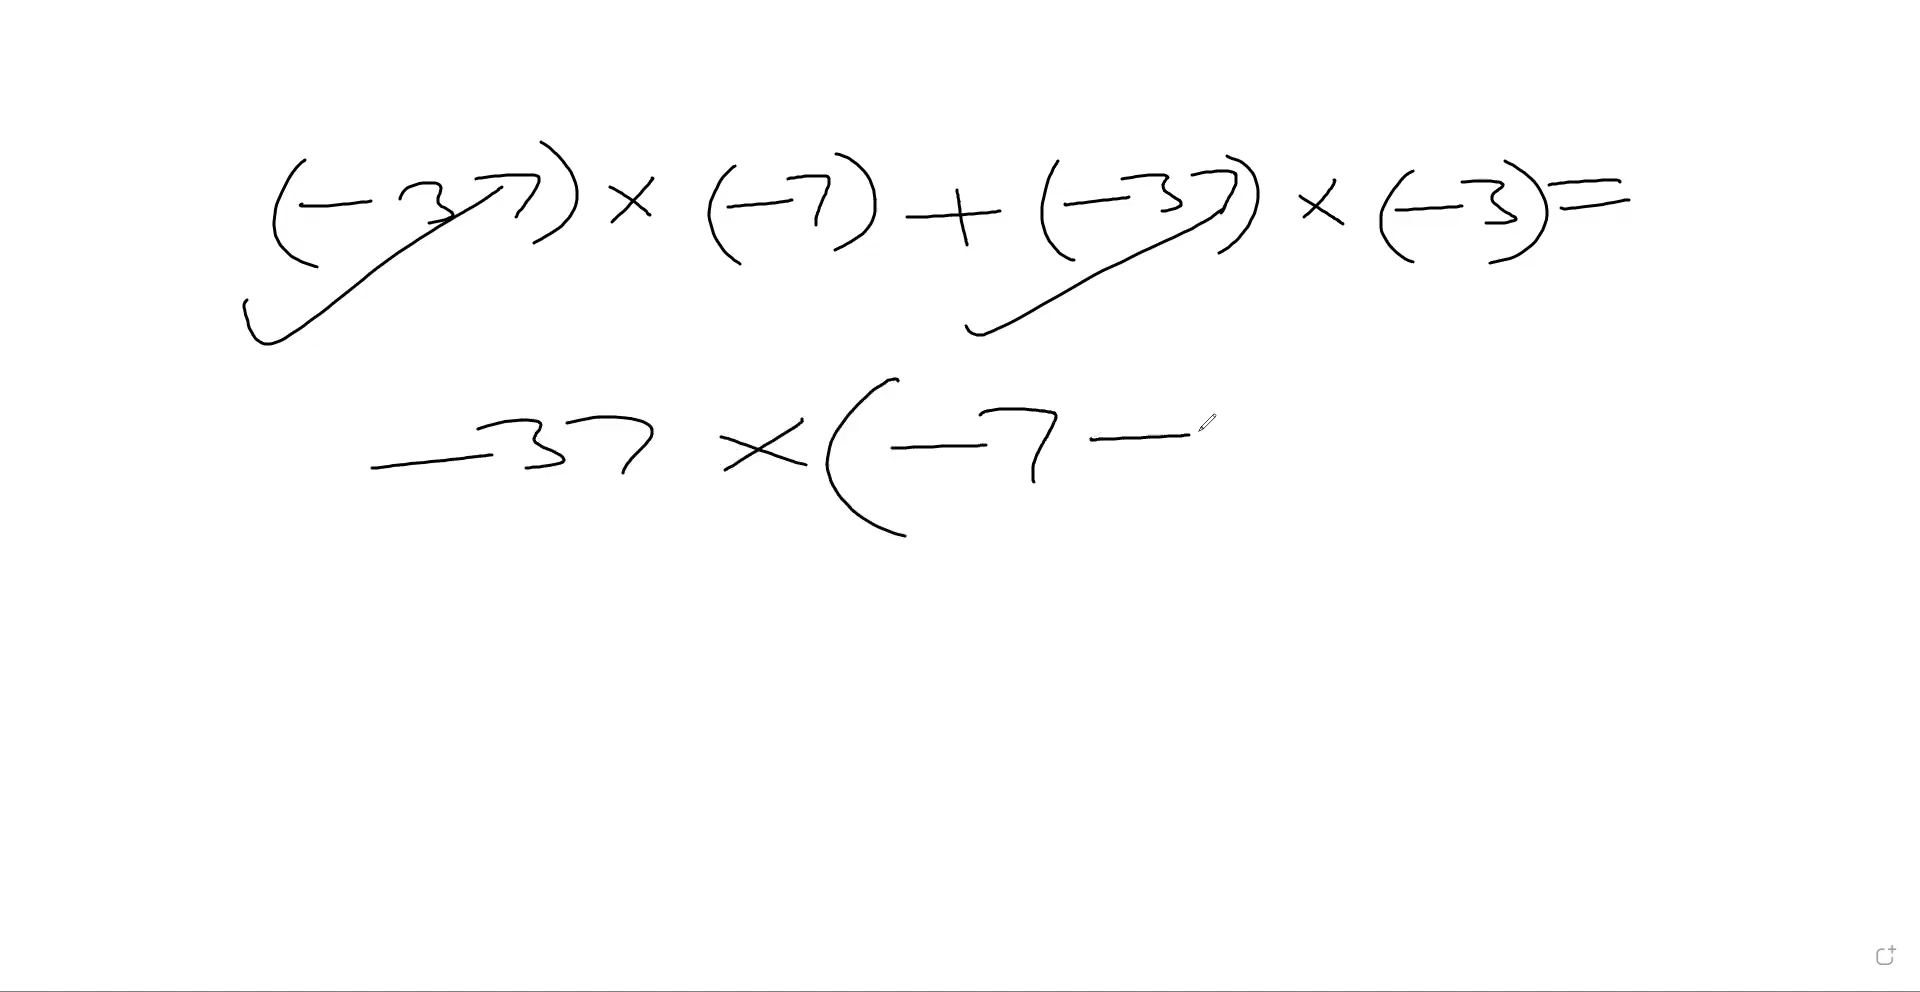 (-37) × (-7) + (-37) × (-3) =
-37 × (-7 -